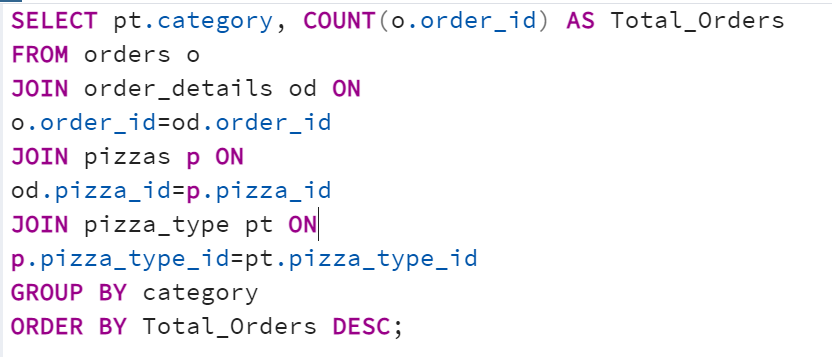 SELECT pt.category, COUNT(o.order_id) AS Total_Orders
FROM orders o
JOIN order_details od ON
o.order_id=od.order_id
JOIN pizzas p ON
od.pizza_id=p.pizza_id
JOIN pizza_type pt ON
p.pizza_type_id=pt.pizza_type_id
GROUP BY category
ORDER BY Total_Orders DESC;